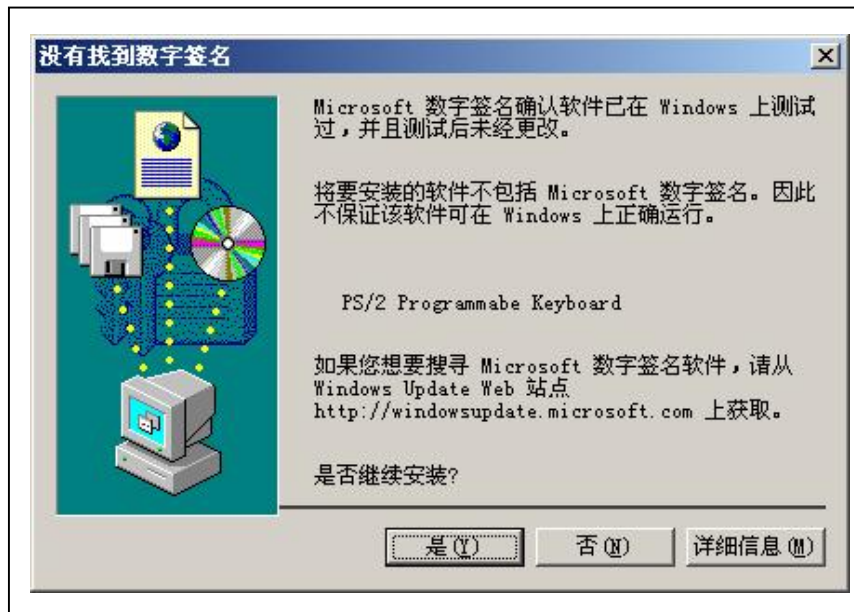 没有找到数字签名
Microsoft 数字签名确认软件已在 Windows 上测试
过，并且测试后未经更改。
将要安装的软件不包括 Microsoft 数字签名。因此
不保证该软件可在 Windows 上正确运行。
PS/2 Programmabe Keyboard
如果您想要搜寻 Microsoft 数字签名软件，请从
Windows Update Web 站点
http://windowsupdate.microsoft.com 上获取。
是否继续安装?
是(Y) 否(N) 详细信息(M)